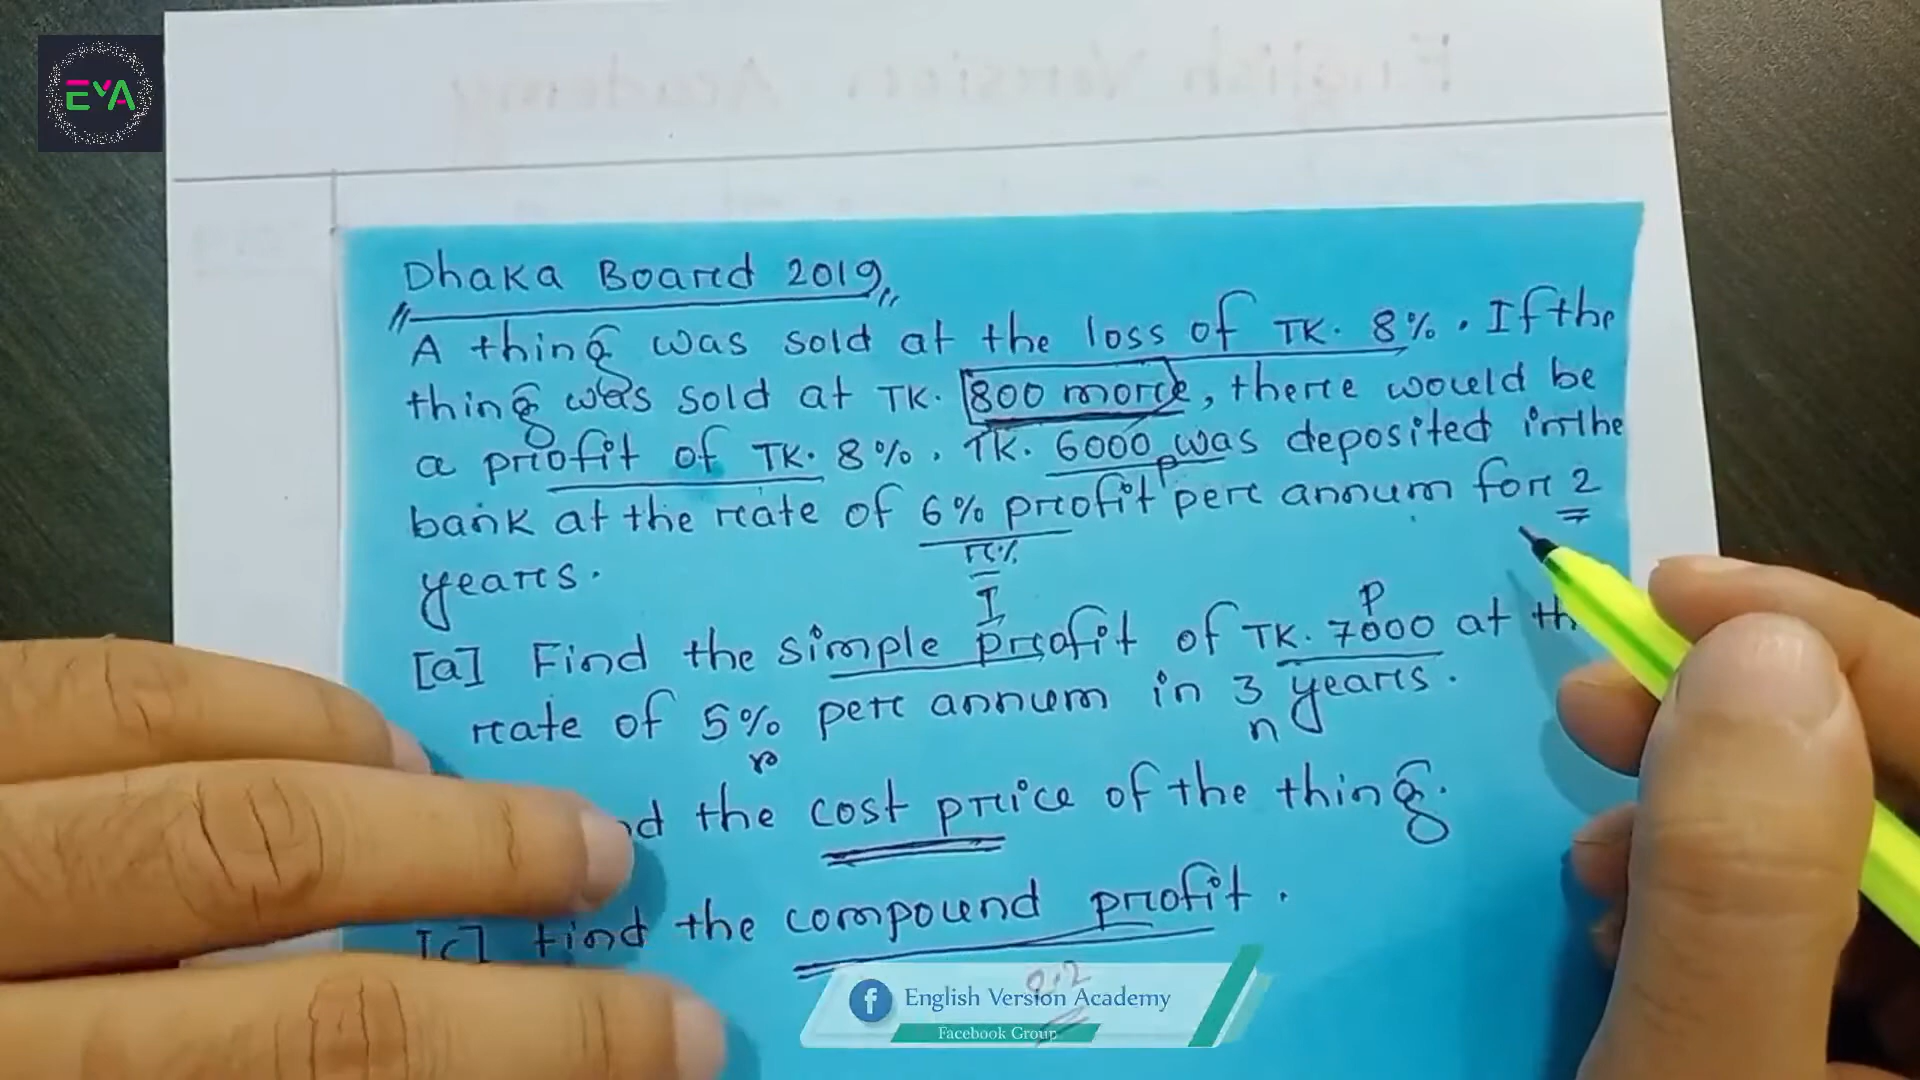 EYA
Dhaka Board 2019
A thing was sold at the loss of TK. 8%. If the
thing was sold at TK. 800 more, there would be
a profit of TK. 8%. TK. 6000 was deposited in the
P
bank at the rate of 6% profit per annum for 2
r%
years.
I
P
[a] Find the simple profit of TK. 7000 at
rate of 5% per annum in 3 years.
r n
the cost price of the thing.
[c] find the compound profit.
English Version Academy
Facebook Group